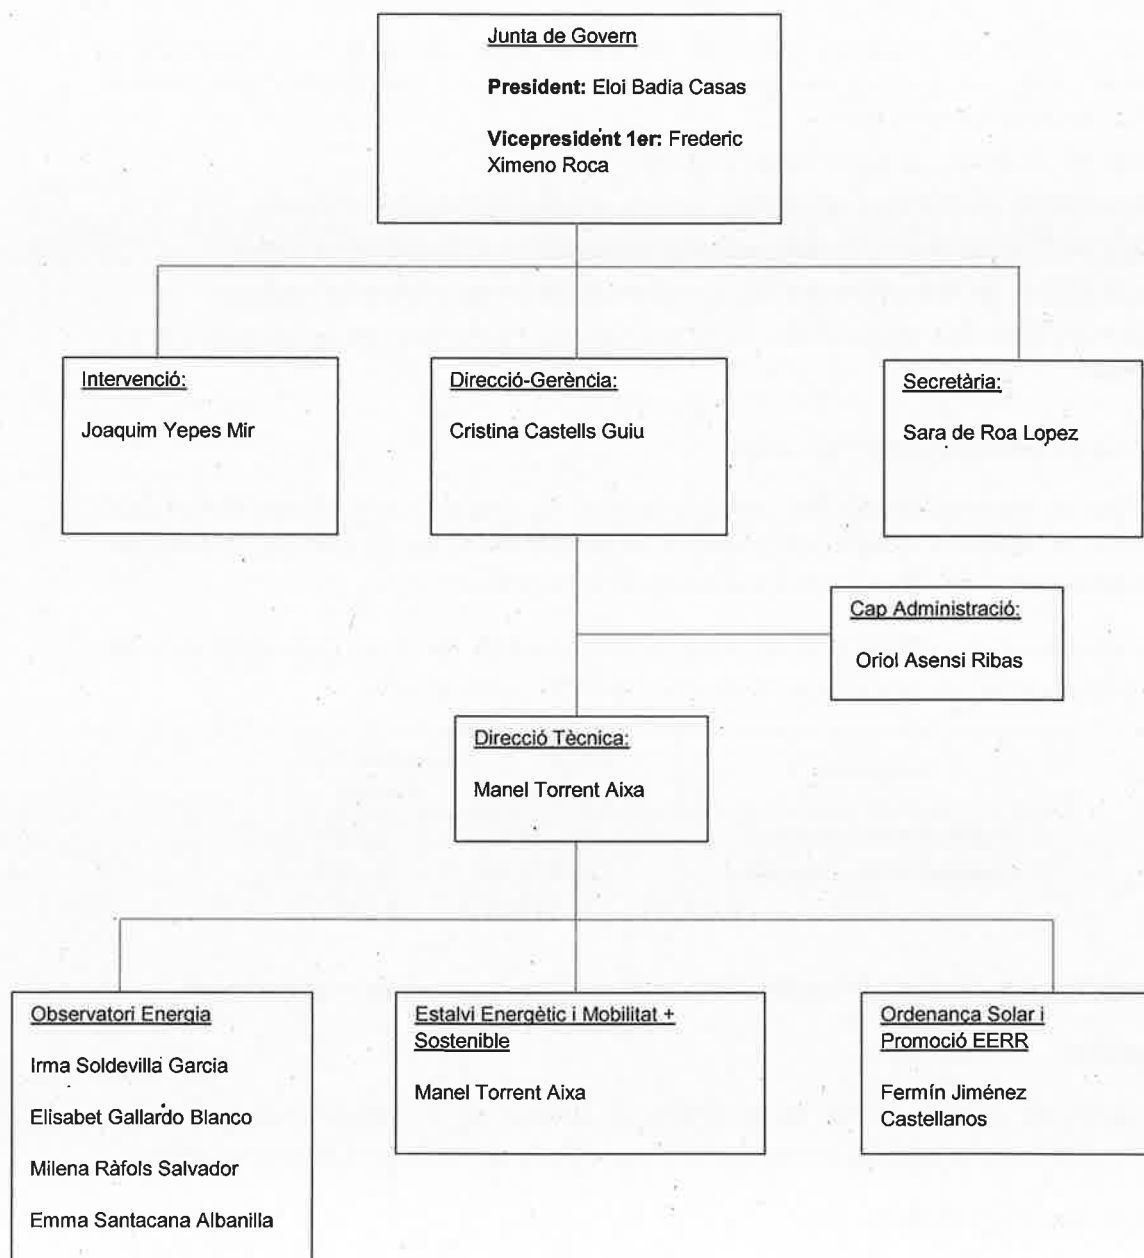 Junta de Govern
President: Eloi Badia Casas
Vicepresident 1er: Frederic
Ximeno Roca
Intervenció:
Joaquim Yepes Mir
Direcció-Gerència:
Cristina Castells Guiu
Secretària:
Sara de Roa Lopez
Cap Administració:
Oriol Asensi Ribas
Direcció Tècnica:
Manel Torrent Aixa
Observatori Energia
Irma Soldevilla Garcia
Elisabet Gallardo Blanco
Milena Ràfols Salvador
Emma Santacana Albanilla
Estalvi Energètic i Mobilitat +
Sostenible
Manel Torrent Aixa
Ordenança Solar i
Promoció EERR
Fermín Jiménez
Castellanos